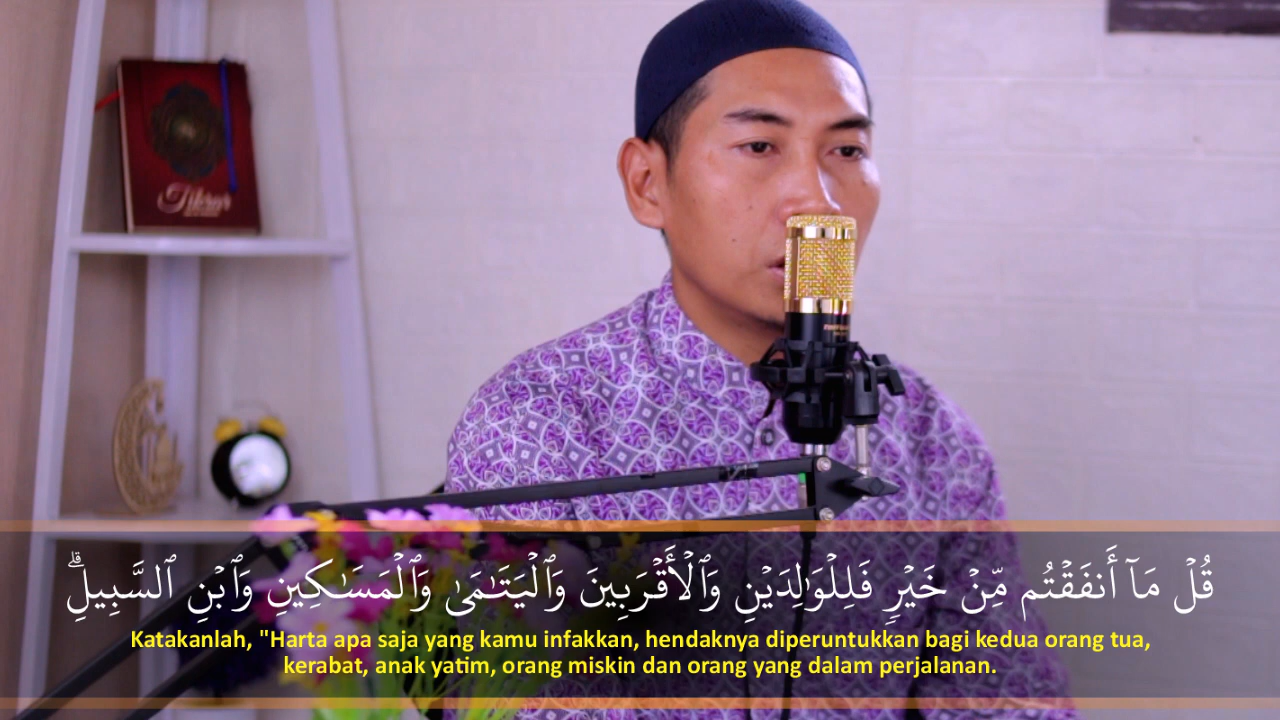 Tikrar
قُلْ مَآ أَنفَقْتُم مِّنْ خَيْرٍ فَلِلْوَٰلِدَيْنِ وَٱلْأَقْرَبِينَ وَٱلْيَتَـٰمَىٰ وَٱلْمَسَـٰكِينِ وَٱبْنِ ٱلسَّبِيلِ ۗ
Katakanlah, "Harta apa saja yang kamu infakkan, hendaknya diperuntukkan bagi kedua orang tua,
kerabat, anak yatim, orang miskin dan orang yang dalam perjalanan.